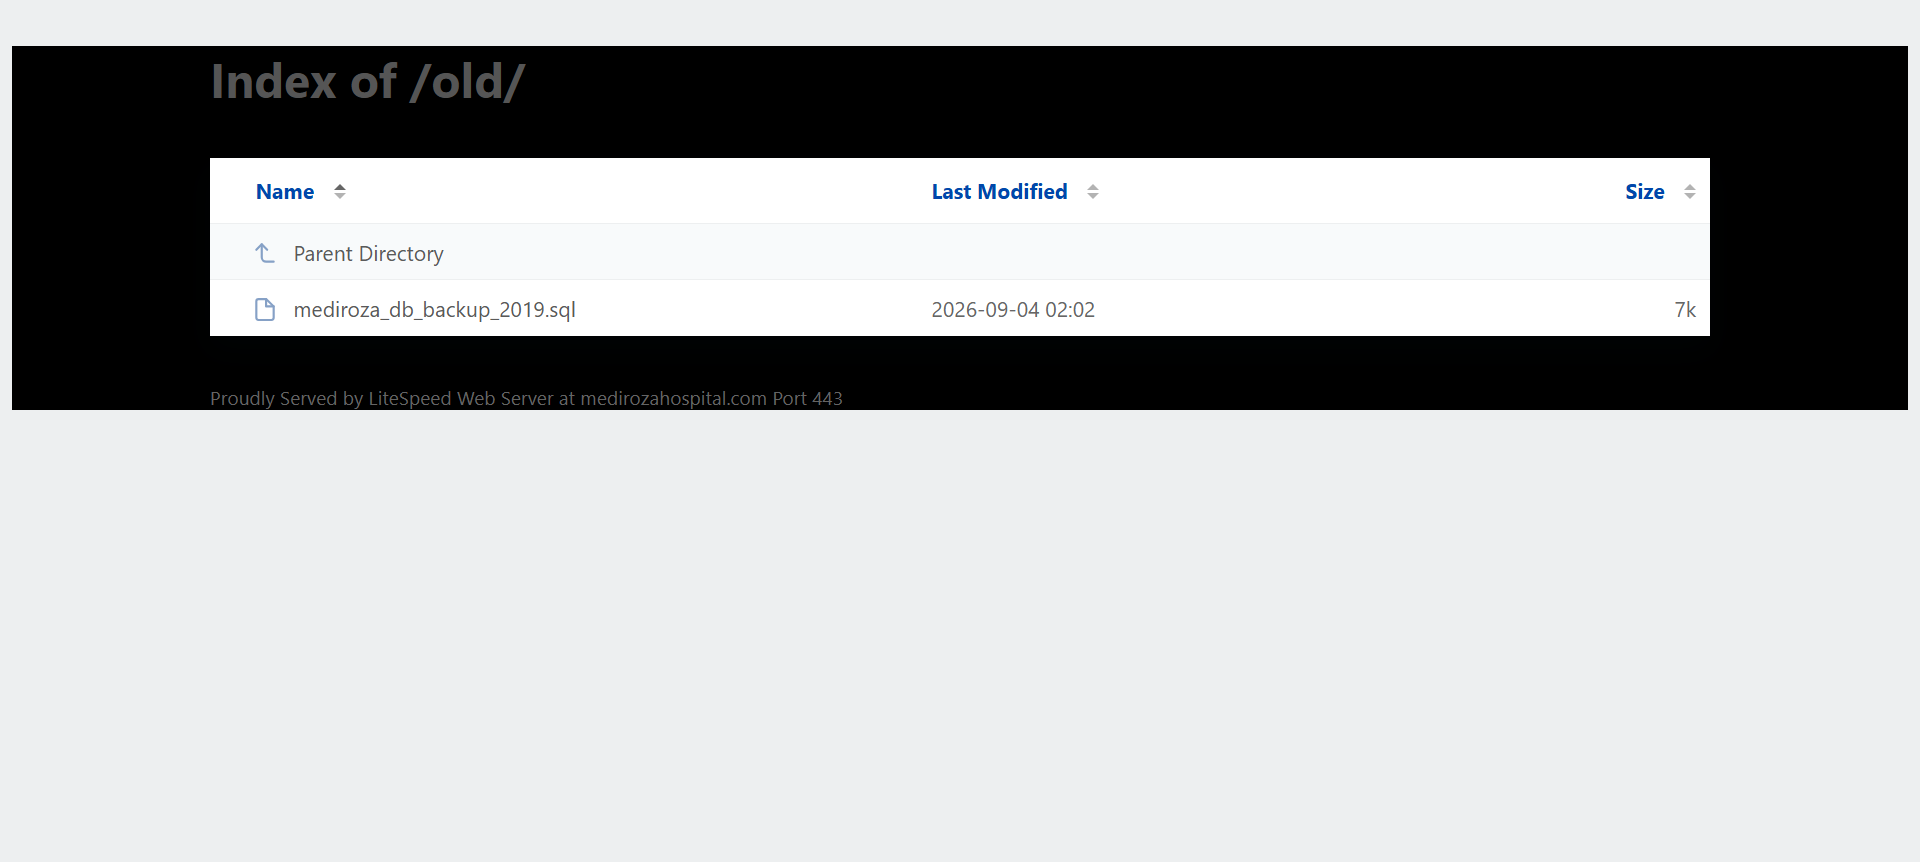 Index of /old/
Name Last Modified Size
Parent Directory
mediroza_db_backup_2019.sql 2026-09-04 02:02 7k
Proudly Served by LiteSpeed Web Server at medirozahospital.com Port 443